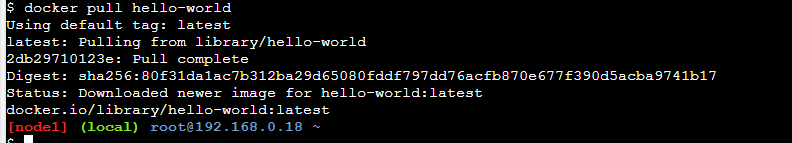 $ docker pull hello-world
Using default tag: latest
latest: Pulling from library/hello-world
2db29710123e: Pull complete
Digest: sha256:80f31da1ac7b312ba29d65080fddf797dd76acfb870e677f390d5acba9741b17
Status: Downloaded newer image for hello-world:latest
docker.io/library/hello-world:latest
[node1] (local) root@192.168.0.18 ~
$